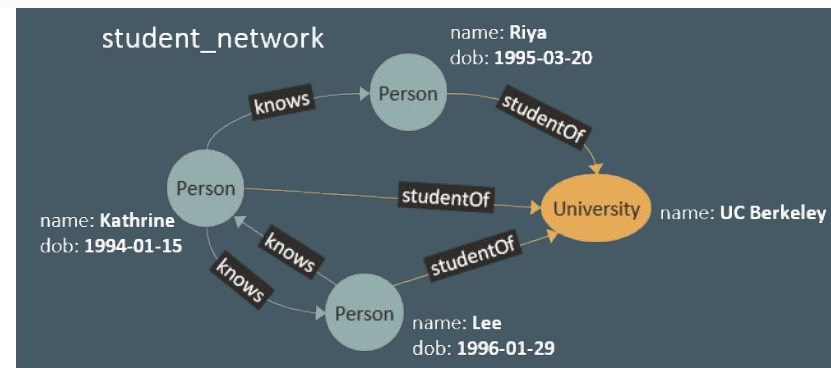 student_network
name: Riya
dob: 1995-03-20
knows
Person
studentOf
Person
studentOf
University
name: UC Berkeley
name: Kathrine
dob: 1994-01-15
knows
knows
studentOf
Person
name: Lee
dob: 1996-01-29